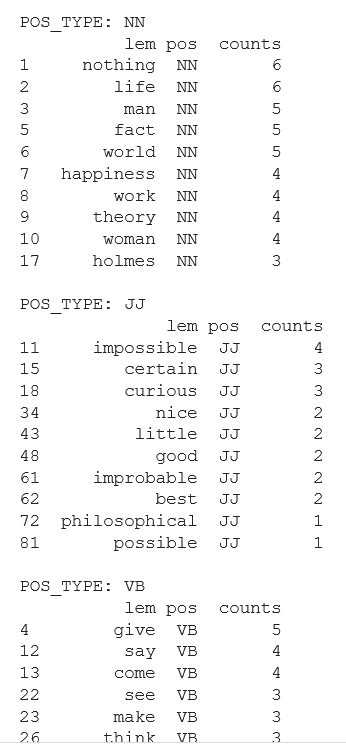 POS_TYPE: NN
lem pos counts
1 nothing NN 6
2 life NN 6
3 man NN 5
5 fact NN 5
6 world NN 5
7 happiness NN 4
8 work NN 4
9 theory NN 4
10 woman NN 4
17 holmes NN 3
POS_TYPE: JJ
lem pos counts
11 impossible JJ 4
15 certain JJ 3
18 curious JJ 3
34 nice JJ 2
43 little JJ 2
48 good JJ 2
61 improbable JJ 2
62 best JJ 2
72 philosophical JJ 1
81 possible JJ 1
POS_TYPE: VB
lem pos counts
4 give VB 5
12 say VB 4
13 come VB 4
22 see VB 3
23 make VB 3
26 think VB 3